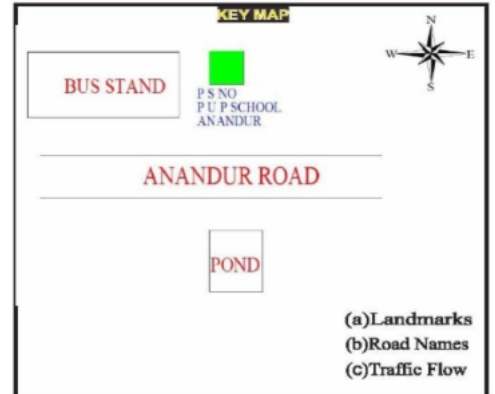 KEY MAP
N
W E
S
BUS STAND
P S NO
P U P SCHOOL
ANANDUR
ANANDUR ROAD
POND
(a)Landmarks
(b)Road Names
(c)Traffic Flow